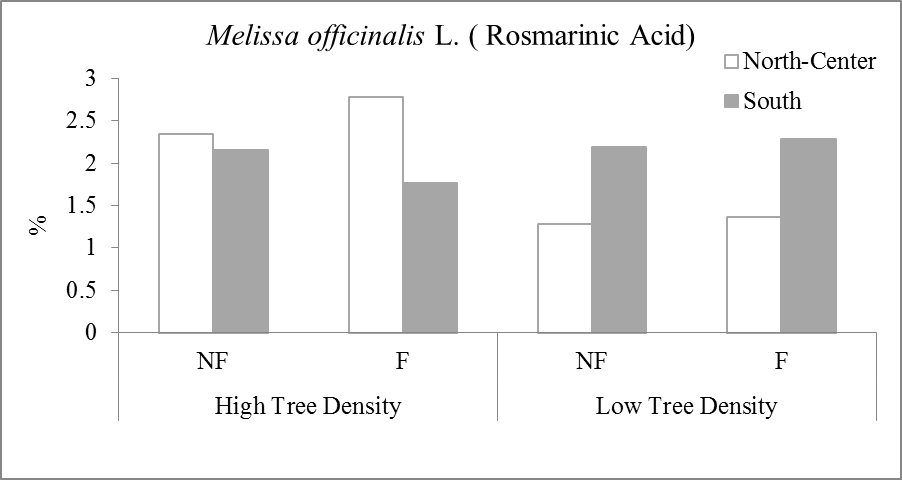 Melissa officinalis L. ( Rosmarinic Acid)
North-Center
South
3
2.5
2
1.5
1
0.5
0
%
NF
F
NF
F
High Tree Density
Low Tree Density